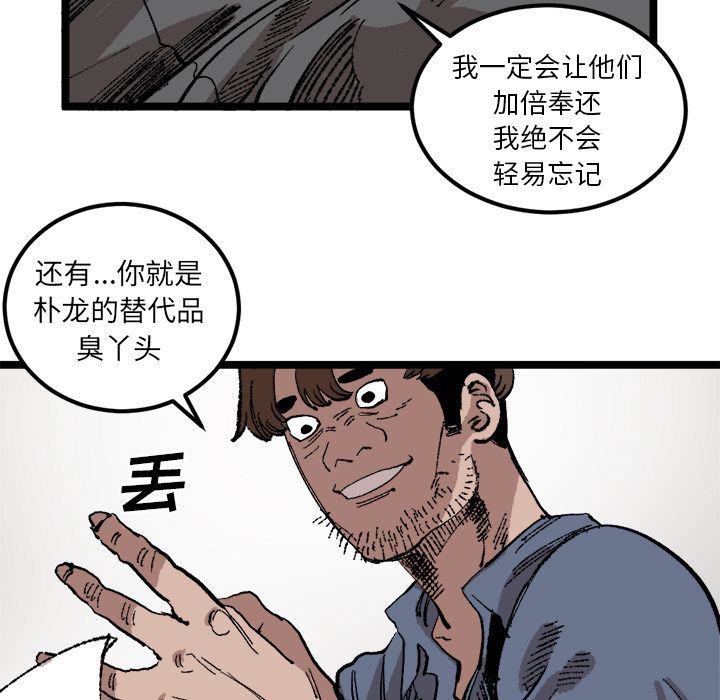 我一定会让他们
加倍奉还
我绝不会
轻易忘记
还有...你就是
朴龙的替代品
臭丫头
丢